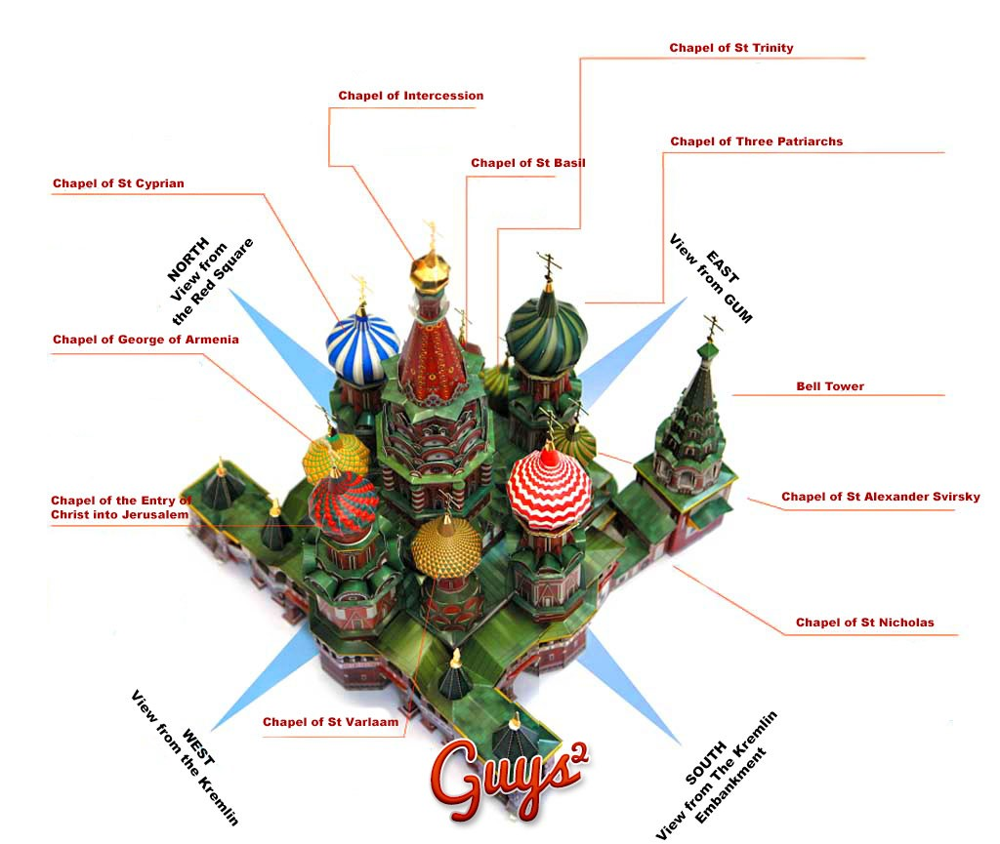 Chapel of St Trinity
Chapel of Intercession
Chapel of Three Patriarchs
Chapel of St Basil
Chapel of St Cyprian
NORTH
View from
the Red Square
EAST
View from GUM
Chapel of George of Armenia
Bell Tower
Chapel of the Entry of
Christ into Jerusalem
Chapel of St Alexander Svirsky
Chapel of St Nicholas
WEST
View from the Kremlin
Chapel of St Varlaam
SOUTH
View from The Kremlin
Embankment
Guys²